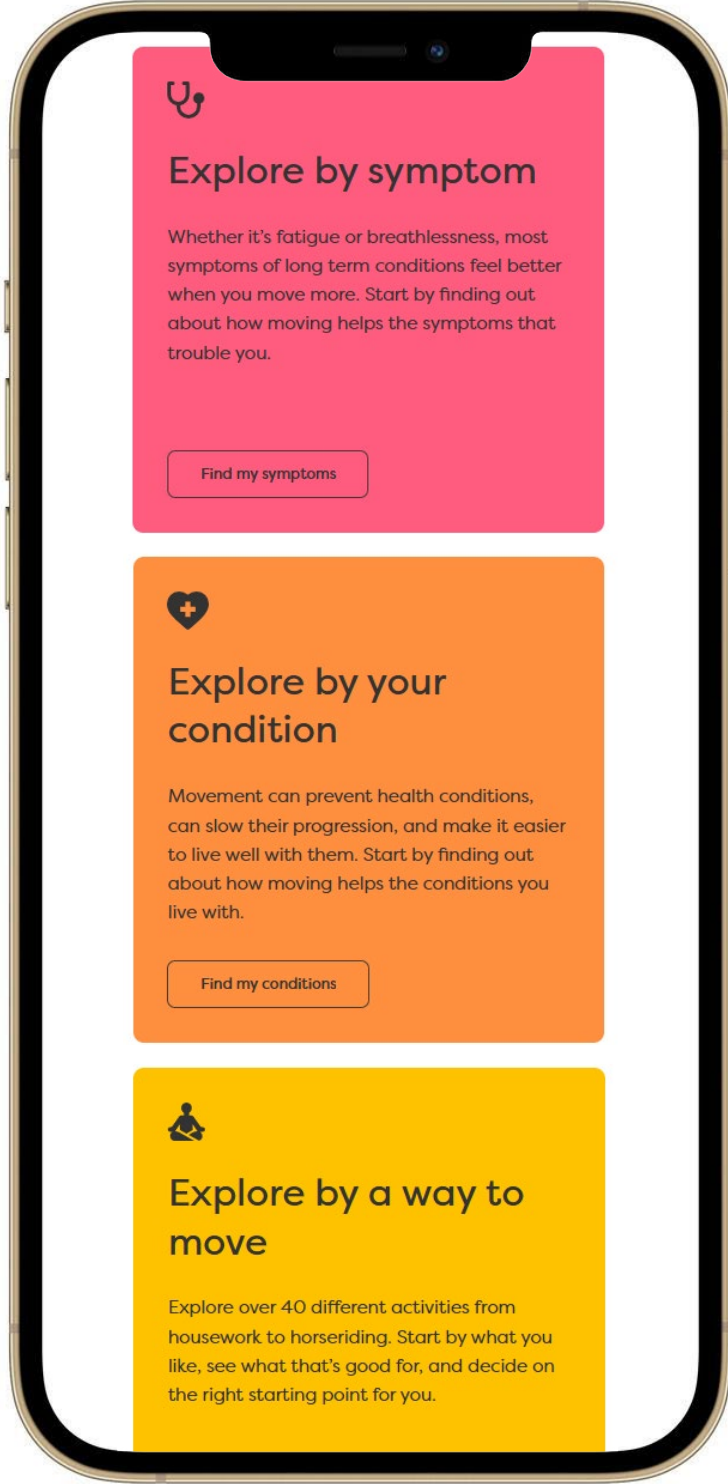 Explore by symptom
Whether it's fatigue or breathlessness, most
symptoms of long term conditions feel better
when you move more. Start by finding out
about how moving helps the symptoms that
trouble you.
Find my symptoms
Explore by your
condition
Movement can prevent health conditions,
can slow their progression, and make it easier
to live well with them. Start by finding out
about how moving helps the conditions you
live with.
Find my conditions
Explore by a way to
move
Explore over 40 different activities from
housework to horseriding. Start by what you
like, see what that's good for, and decide on
the right starting point for you.